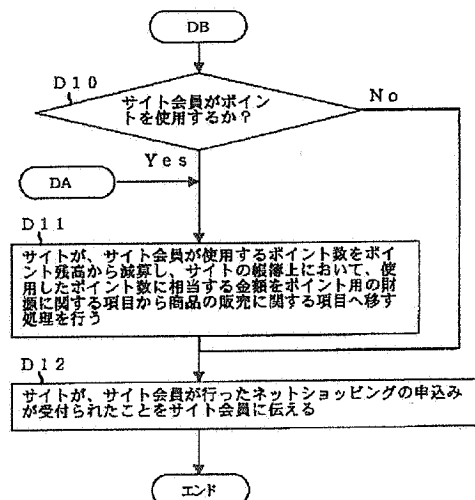 DB
D10
サイト会員がポイン
トを使用するか?
No
Yes
DA
D11
サイトが、サイト会員が使用するポイント数をポイ
ント残高から減算し、サイトの帳簿上において、使
用したポイント数に相当する金額をポイント用の財
源に関する項目から商品の販売に関する項目へ移す
処理を行う
D12
サイトが、サイト会員が行ったネットショッピングの申込み
が受付られたことをサイト会員に伝える
エンド